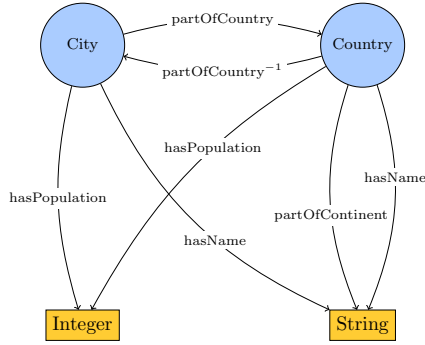 partOfCountry
City
Country
partOfCountry⁻¹
hasPopulation
hasName
hasPopulation
partOfContinent
hasName
Integer
String